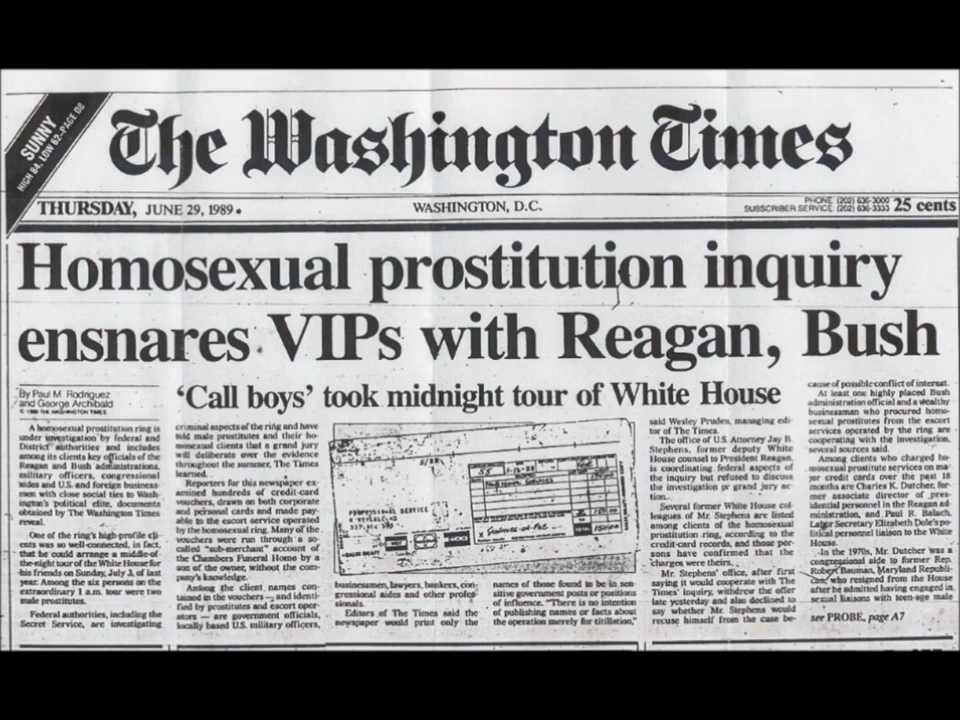 SUNNY
HIGH 84, LOW 62–PAGE D8
The Washington Times
THURSDAY, JUNE 29, 1989
WASHINGTON, D.C.
PHONE: (202) 636-3000
SUBSCRIBER SERVICE: (202) 636-3333
25 cents
Homosexual prostitution inquiry
ensnares VIPs with Reagan, Bush
'Call boys' took midnight tour of White House
By Paul M. Rodriguez
and George Archibald
© 1989 THE WASHINGTON TIMES
A homosexual prostitution ring is
under investigation by federal and
District authorities and includes
among its clients key officials of the
Reagan and Bush administrations,
military officers, congressional
aides and U.S. and foreign business-
men with close social ties to Wash-
ington's political elite, documents
obtained by The Washington Times
reveal.
One of the ring's high-profile cli-
ents was so well-connected, in fact,
that he could arrange a middle-of-
the-night tour of the White House for
his friends on Sunday, July 3, of last
year. Among the six persons on the
extraordinary 1 a.m. tour were two
male prostitutes.
Federal authorities, including the
Secret Service, are investigating
criminal aspects of the ring and have
told male prostitutes and their ho-
mosexual clients that a grand jury
will deliberate over the evidence
throughout the summer, The Times
learned.
Reporters for this newspaper ex-
amined hundreds of credit-card
vouchers, drawn on both corporate
and personal cards and made pay-
able to the escort service operated
by the homosexual ring. Many of the
vouchers were run through a so-
called "sub-merchant" account of
the Chambers Funeral Home by a
son of the owner, without the com-
pany's knowledge.
Among the client names con-
tained in the vouchers — and identi-
fied by prostitutes and escort oper-
ators — are government officials,
locally based U.S. military officers,
PROFESSIONAL SERVICE
SALES DRAFT
businessmen, lawyers, bankers, con-
gressional aides and other profes-
sionals.
Editors of The Times said the
newspaper would print only the
names of those found to be in sen-
sitive government posts or positions
of influence. "There is no intention
of publishing names or facts about
the operation merely for titillation,"
said Wesley Pruden, managing edi-
tor of The Times.
The office of U.S. Attorney Jay B.
Stephens, former deputy White
House counsel to President Reagan,
is coordinating federal aspects of
the inquiry but refused to discuss
the investigation or grand jury ac-
tion.
Several former White House col-
leagues of Mr. Stephens are listed
among clients of the homosexual
prostitution ring, according to the
credit-card records, and those per-
sons have confirmed that the
charges were theirs.
Mr. Stephens' office, after first
saying it would cooperate with The
Times' inquiry, withdrew the offer
late yesterday and also declined to
say whether Mr. Stephens would
recuse himself from the case be-
cause of possible conflict of interest.
At least one highly placed Bush
administration official and a wealthy
businessman who procured homo-
sexual prostitutes from the escort
services operated by the ring are
cooperating with the investigation,
several sources said.
Among clients who charged ho-
mosexual prostitute services on ma-
jor credit cards over the past 18
months are Charles K. Dutcher, for-
mer associate director of presi-
dential personnel in the Reagan ad-
ministration, and Paul R. Balach,
Labor Secretary Elizabeth Dole's po-
litical personnel liaison to the White
House.
In the 1970s, Mr. Dutcher was a
congressional aide to former Rep.
Robert Bauman, Maryland Republi-
can, who resigned from the House
after he admitted having engaged in
sexual liaisons with teen-age male
see PROBE, page A7